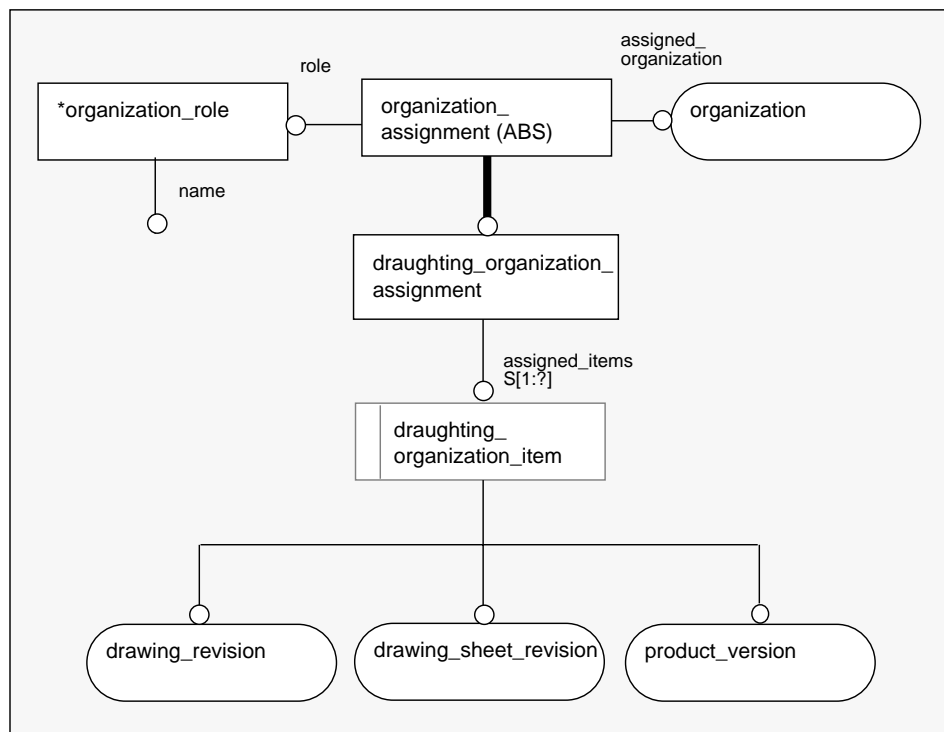 assigned_
organization
role
*organization_role
organization_
assignment (ABS)
organization
name
draughting_organization_
assignment
assigned_items
S[1:?]
draughting_
organization_item
drawing_revision
drawing_sheet_revision
product_version